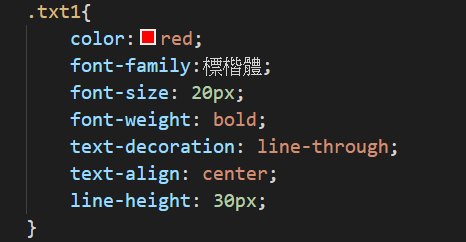 .txt1{
color: red;
font-family:標楷體;
font-size: 20px;
font-weight: bold;
text-decoration: line-through;
text-align: center;
line-height: 30px;
}